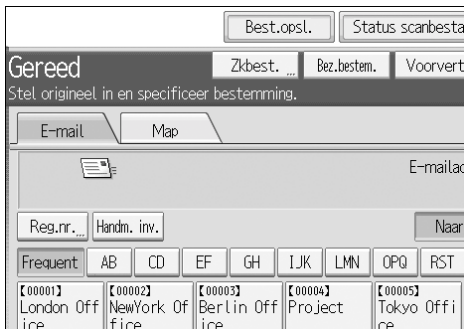 Best.opsl. Status scanbesta
Gereed Zkbest. ... Bez.bestem. Voorvert
Stel origineel in en specificeer bestemming.
E-mail Map
E-mailad
Reg.nr.... Handm. inv. Naar
Frequent AB CD EF GH IJK LMN OPQ RST
【00001】 【00002】 【00003】 【00004】 【00005】
London Off NewYork Of Berlin Off Project Tokyo Offi
ice fice ice ce